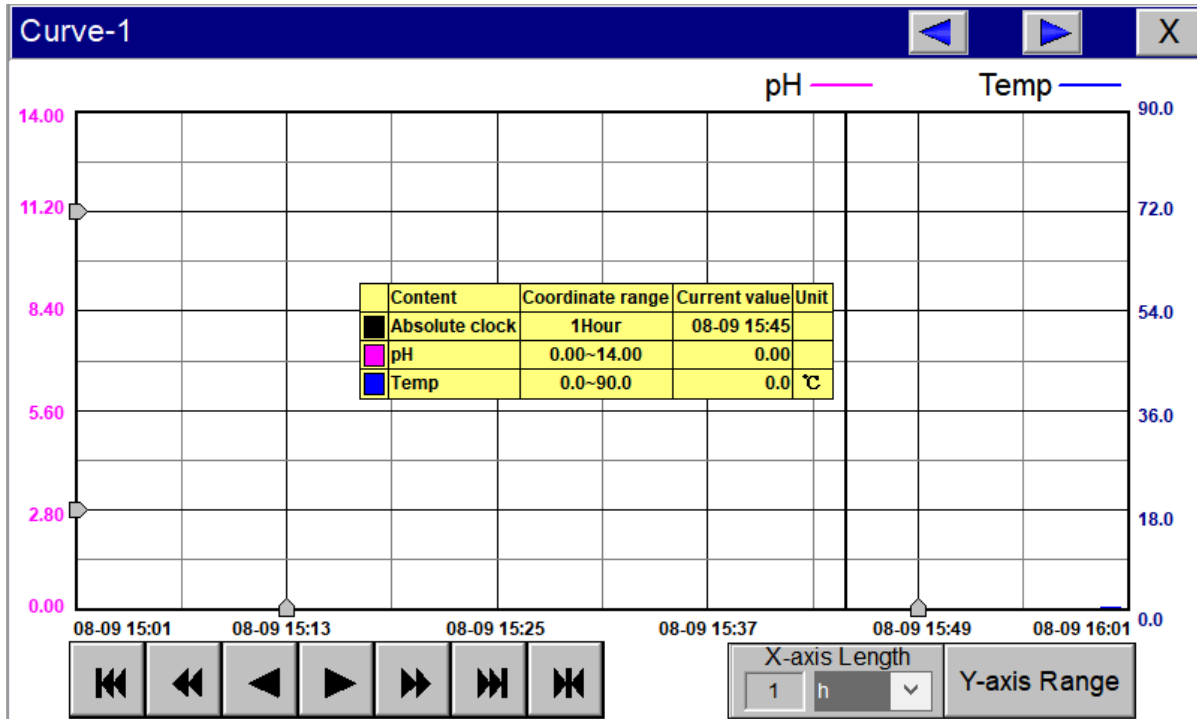 Curve-1 X
pH Temp
14.00 90.0
11.20 72.0
Content Coordinate range Current value Unit
8.40 54.0
Absolute clock 1Hour 08-09 15:45
pH 0.00~14.00 0.00
Temp 0.0~90.0 0.0 ℃
5.60 36.0
2.80 18.0
0.00 0.0
08-09 15:01 08-09 15:13 08-09 15:25 08-09 15:37 08-09 15:49 08-09 16:01
X-axis Length
1 h
Y-axis Range